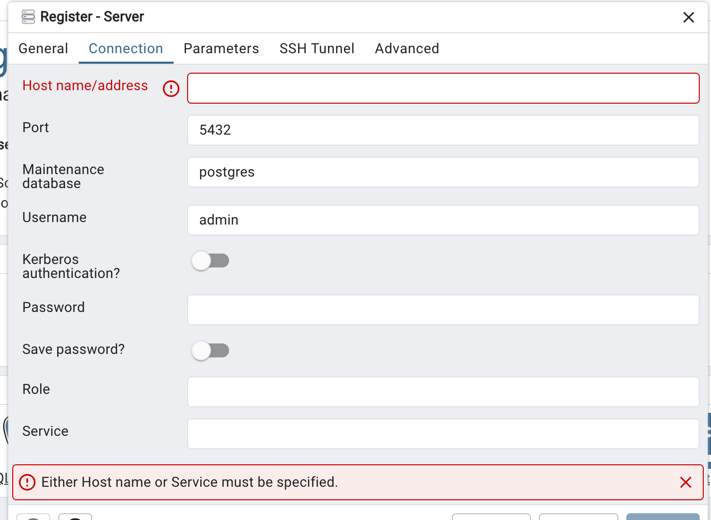 Register - Server
General Connection Parameters SSH Tunnel Advanced
Host name/address
Port 5432
Maintenance
database
postgres
Username admin
Kerberos
authentication?
Password
Save password?
Role
Service
Either Host name or Service must be specified.